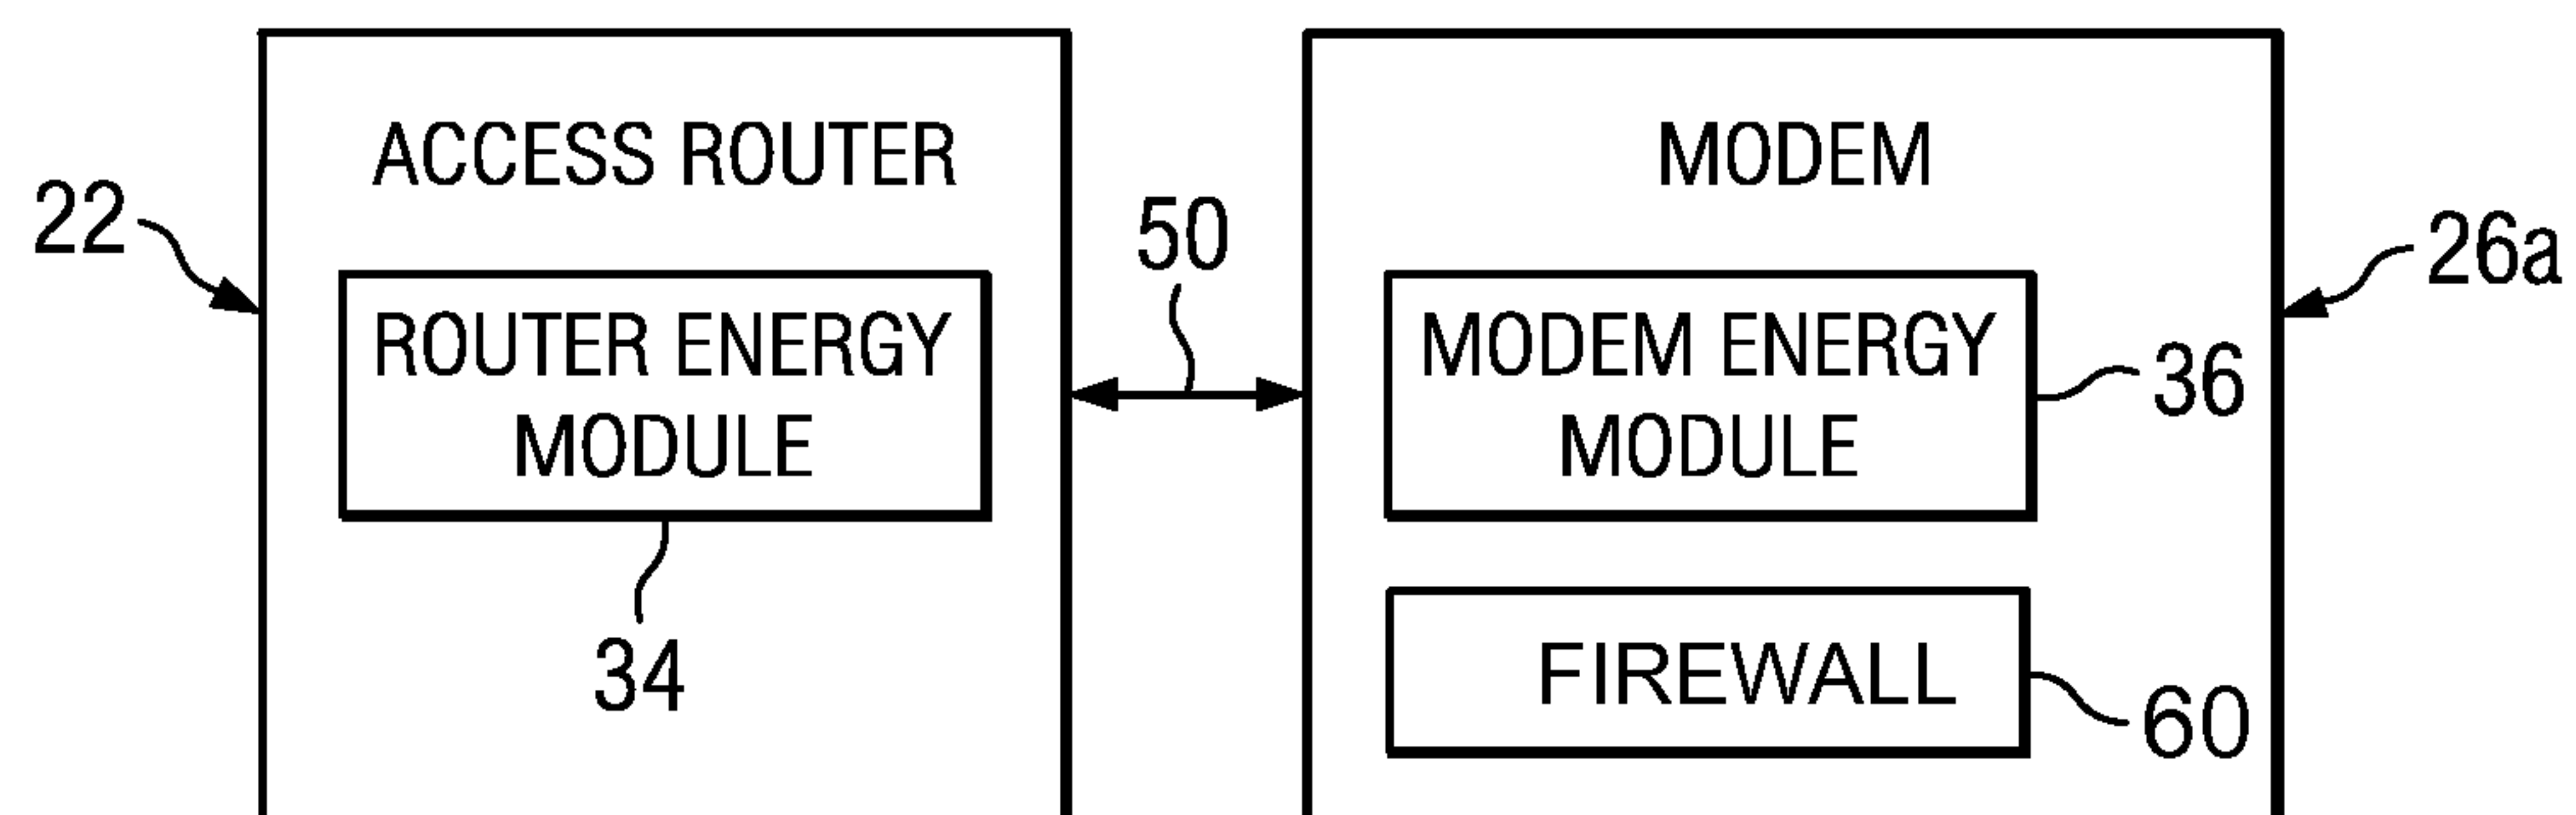 ACCESS ROUTER
22
ROUTER ENERGY
MODULE
34
50
MODEM
26a
MODEM ENERGY
MODULE
36
FIREWALL
60